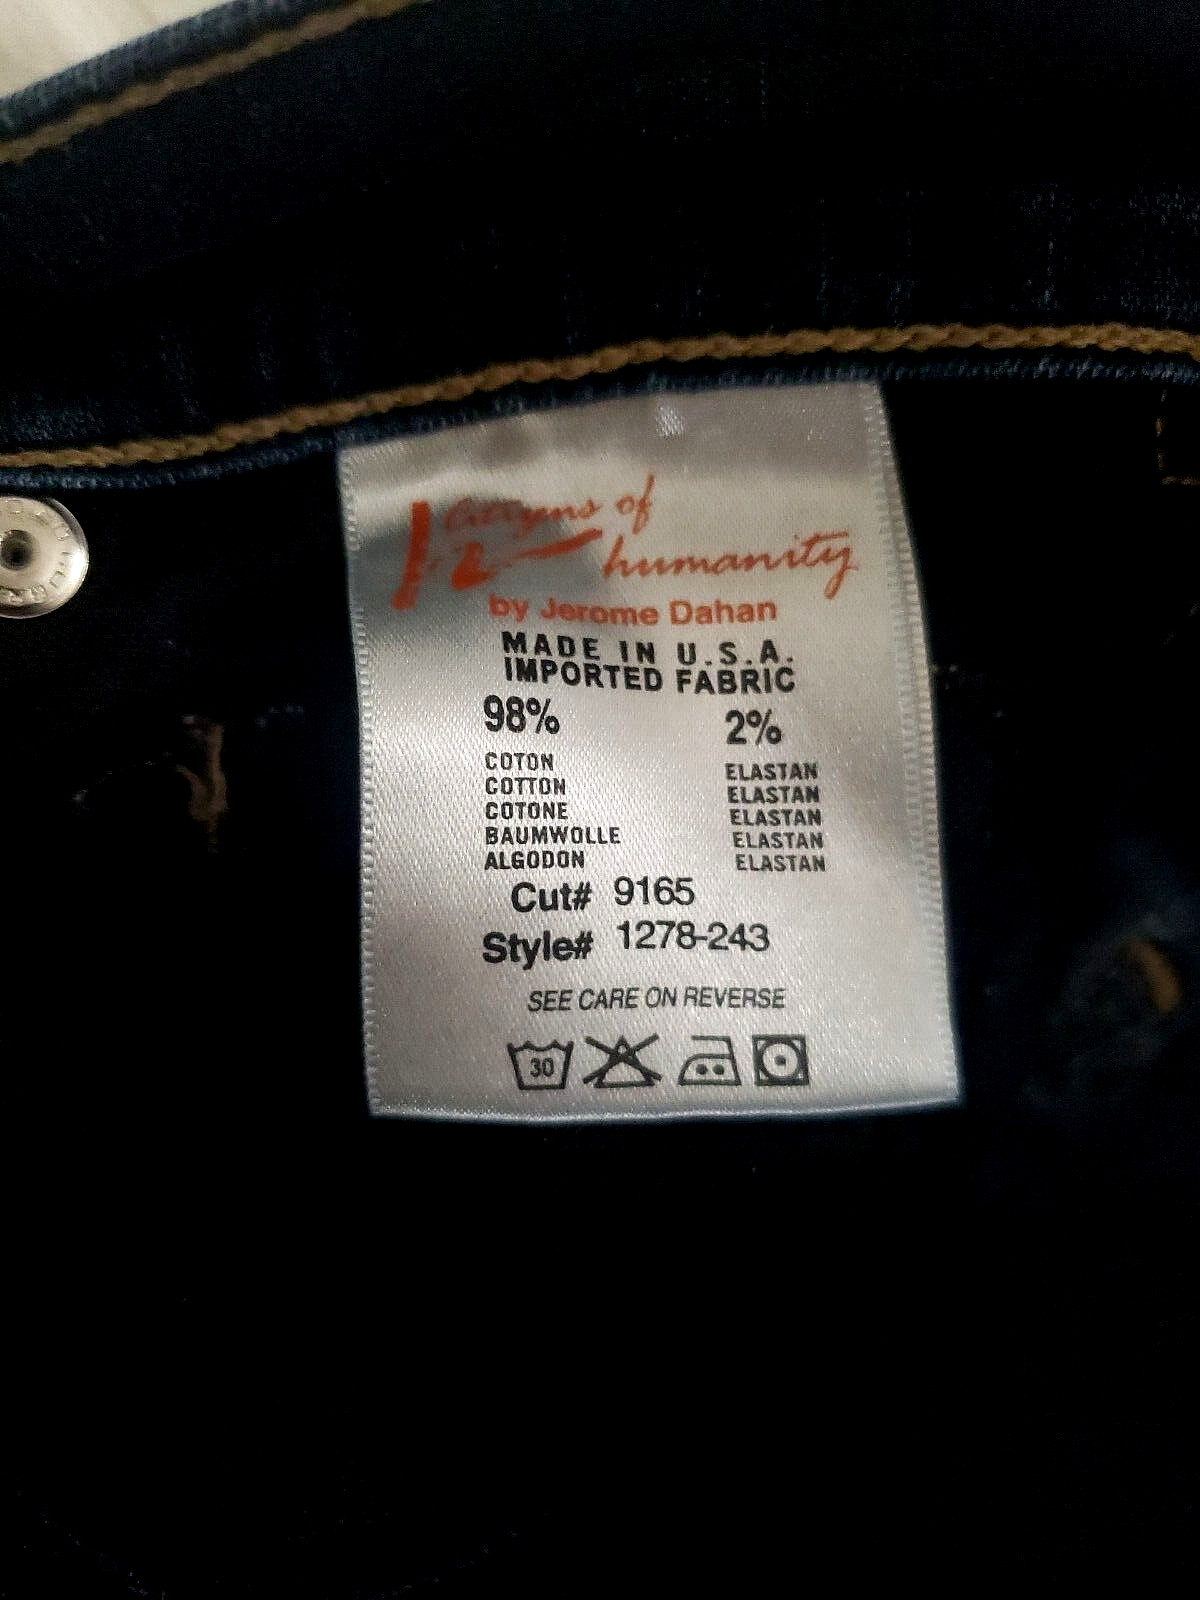 Citizens of
humanity
by Jerome Dahan
MADE IN U.S.A.
IMPORTED FABRIC
98% 2%
COTON ELASTAN
COTTON ELASTAN
COTONE ELASTAN
BAUMWOLLE ELASTAN
ALGODON ELASTAN
Cut# 9165
Style# 1278-243
SEE CARE ON REVERSE
30